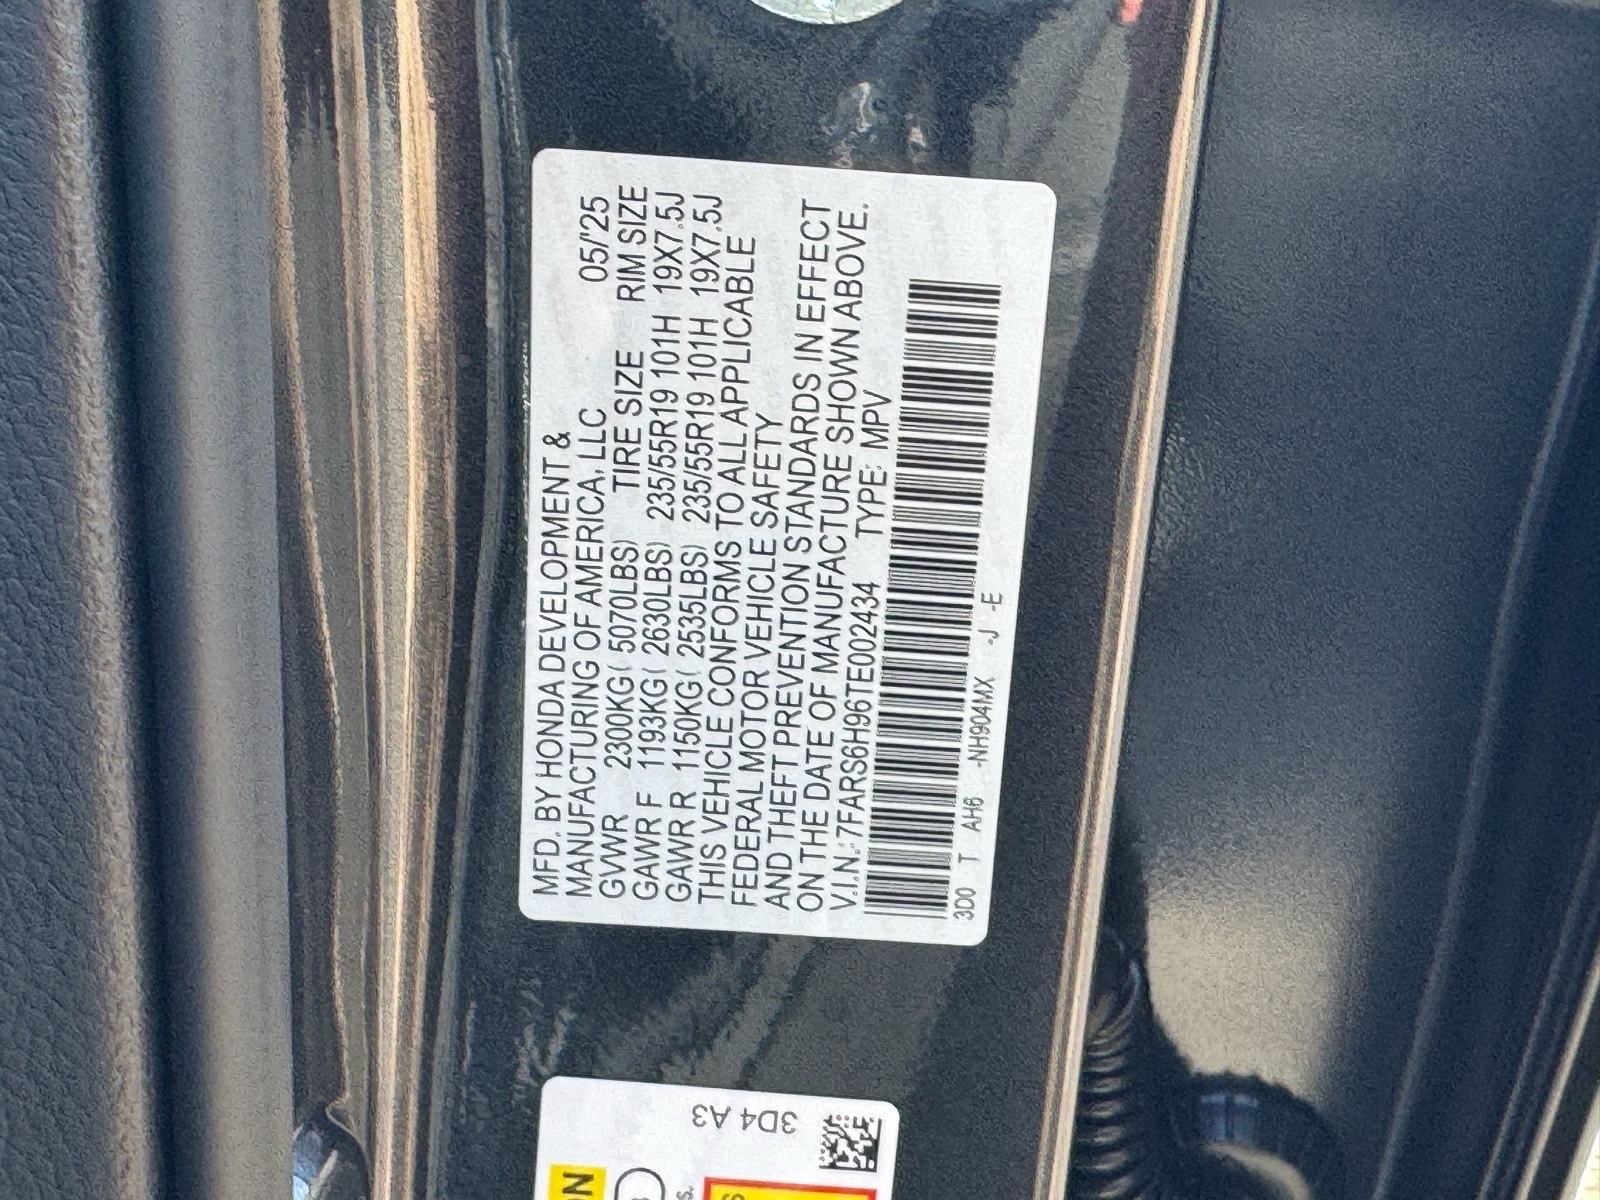 MFD. BY HONDA DEVELOPMENT &
MANUFACTURING OF AMERICA, LLC 05/'25
GVWR 2300KG( 5070LBS) TIRE SIZE RIM SIZE
GAWR F 1193KG( 2630LBS) 235/55R19 101H 19X7.5J
GAWR R 1150KG( 2535LBS) 235/55R19 101H 19X7.5J
THIS VEHICLE CONFORMS TO ALL APPLICABLE
FEDERAL MOTOR VEHICLE SAFETY
AND THEFT PREVENTION STANDARDS IN EFFECT
ON THE DATE OF MANUFACTURE SHOWN ABOVE.
V.I.N.: 7FARS6H96TE002434 TYPE: MPV
3D0 T AH6 -NH904MX -J -E
3D4 A3